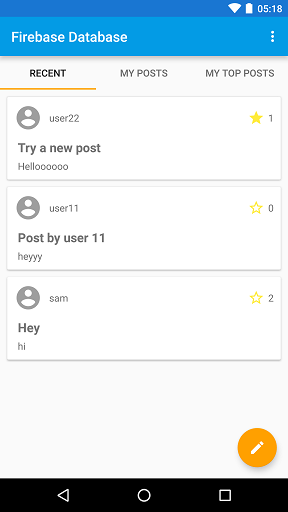 05:18
Firebase Database
RECENT MY POSTS MY TOP POSTS
user22 1
Try a new post
Helloooooo
user11 0
Post by user 11
heyyy
sam 2
Hey
hi